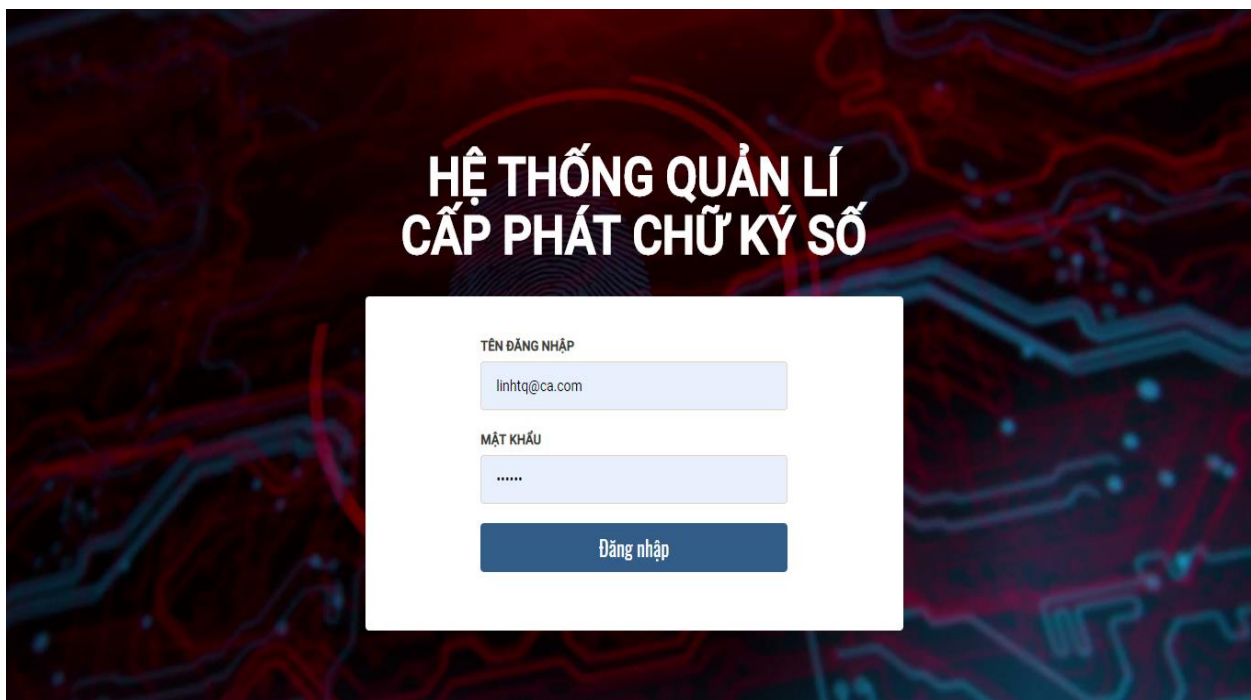 HỆ THỐNG QUẢN LÍ
CẤP PHÁT CHỮ KÝ SỐ
TÊN ĐĂNG NHẬP
linhtq@ca.com
MẬT KHẨU
••••••
Đăng nhập